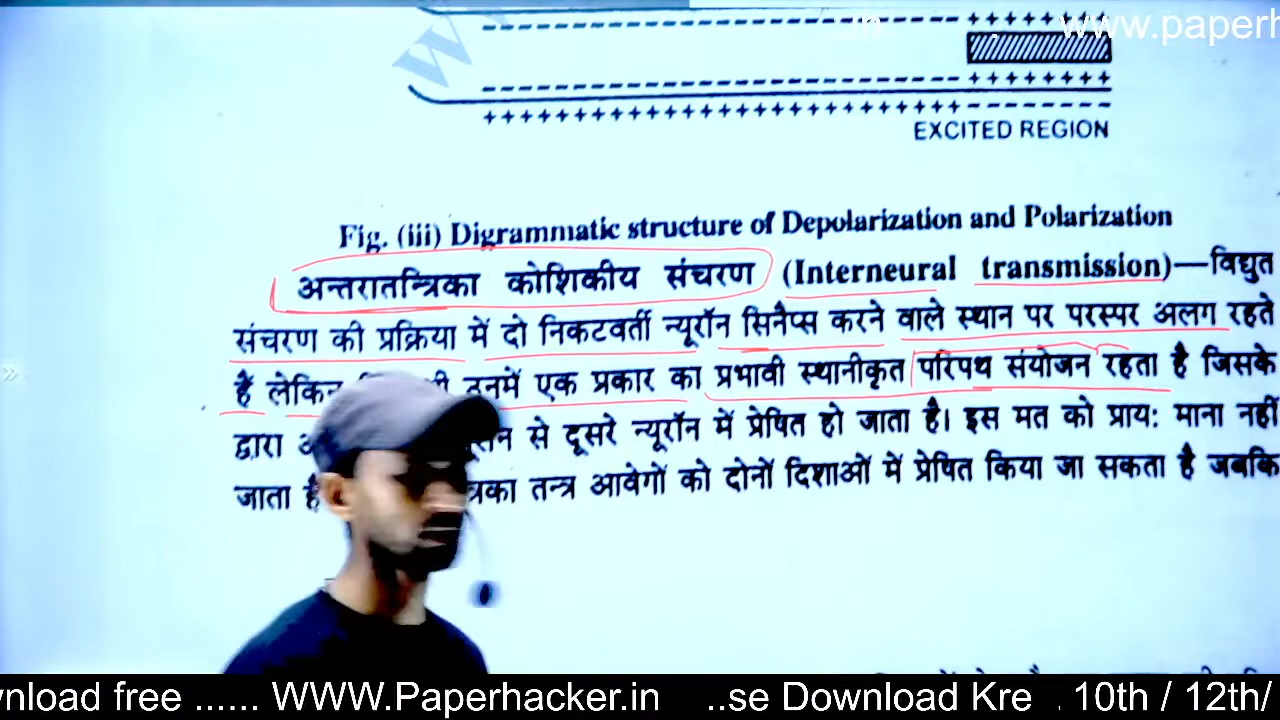 www.paperh
W
EXCITED REGION
Fig. (iii) Digrammatic structure of Depolarization and Polarization
अन्तरातन्त्रिका कोशिकीय संचरण (Interneural transmission)—विद्युत
संचरण की प्रक्रिया में दो निकटवर्ती न्यूरॉन सिनैप्स करने वाले स्थान पर परस्पर अलग रहते
हैं लेकिन उनमें एक प्रकार का प्रभावी स्थानीकृत परिपथ संयोजन रहता है जिसके
द्वारा से दूसरे न्यूरॉन में प्रेषित हो जाता है। इस मत को प्राय: माना नहीं
जाता तन्त्र आवेगों को दोनों दिशाओं में प्रेषित किया जा सकता है जबकि
wnload free ...... WWW.Paperhacker.in ..se Download Kre . 10th / 12th/